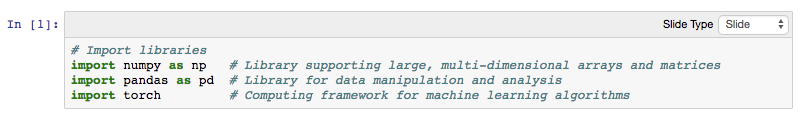 In [1]:
Slide Type Slide
# Import libraries
import numpy as np   # Library supporting large, multi-dimensional arrays and matrices
import pandas as pd  # Library for data manipulation and analysis
import torch         # Computing framework for machine learning algorithms